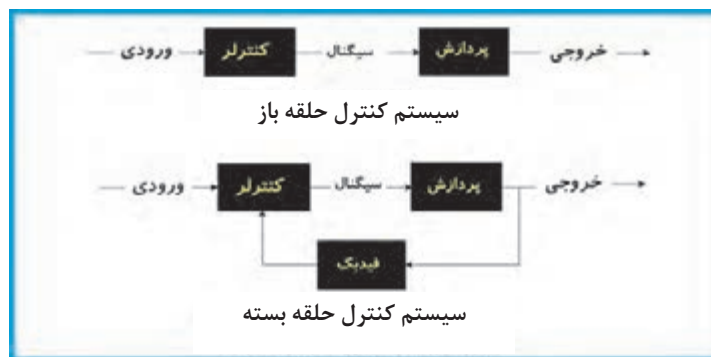 ورودی کنترلر سیگنال پردازش خروجی
سیستم کنترل حلقه باز
ورودی کنترلر سیگنال پردازش خروجی
فیدبک
سیستم کنترل حلقه بسته